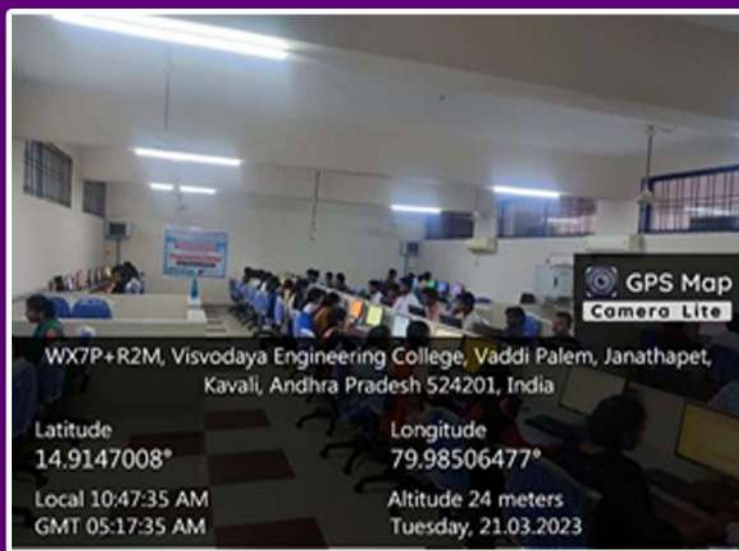 GPS Map
Camera Lite
WX7P+R2M, Visvodaya Engineering College, Vaddi Palem, Janathapet,
Kavali, Andhra Pradesh 524201, India
Latitude
14.9147008°
Longitude
79.98506477°
Local 10:47:35 AM
GMT 05:17:35 AM
Altitude 24 meters
Tuesday, 21.03.2023